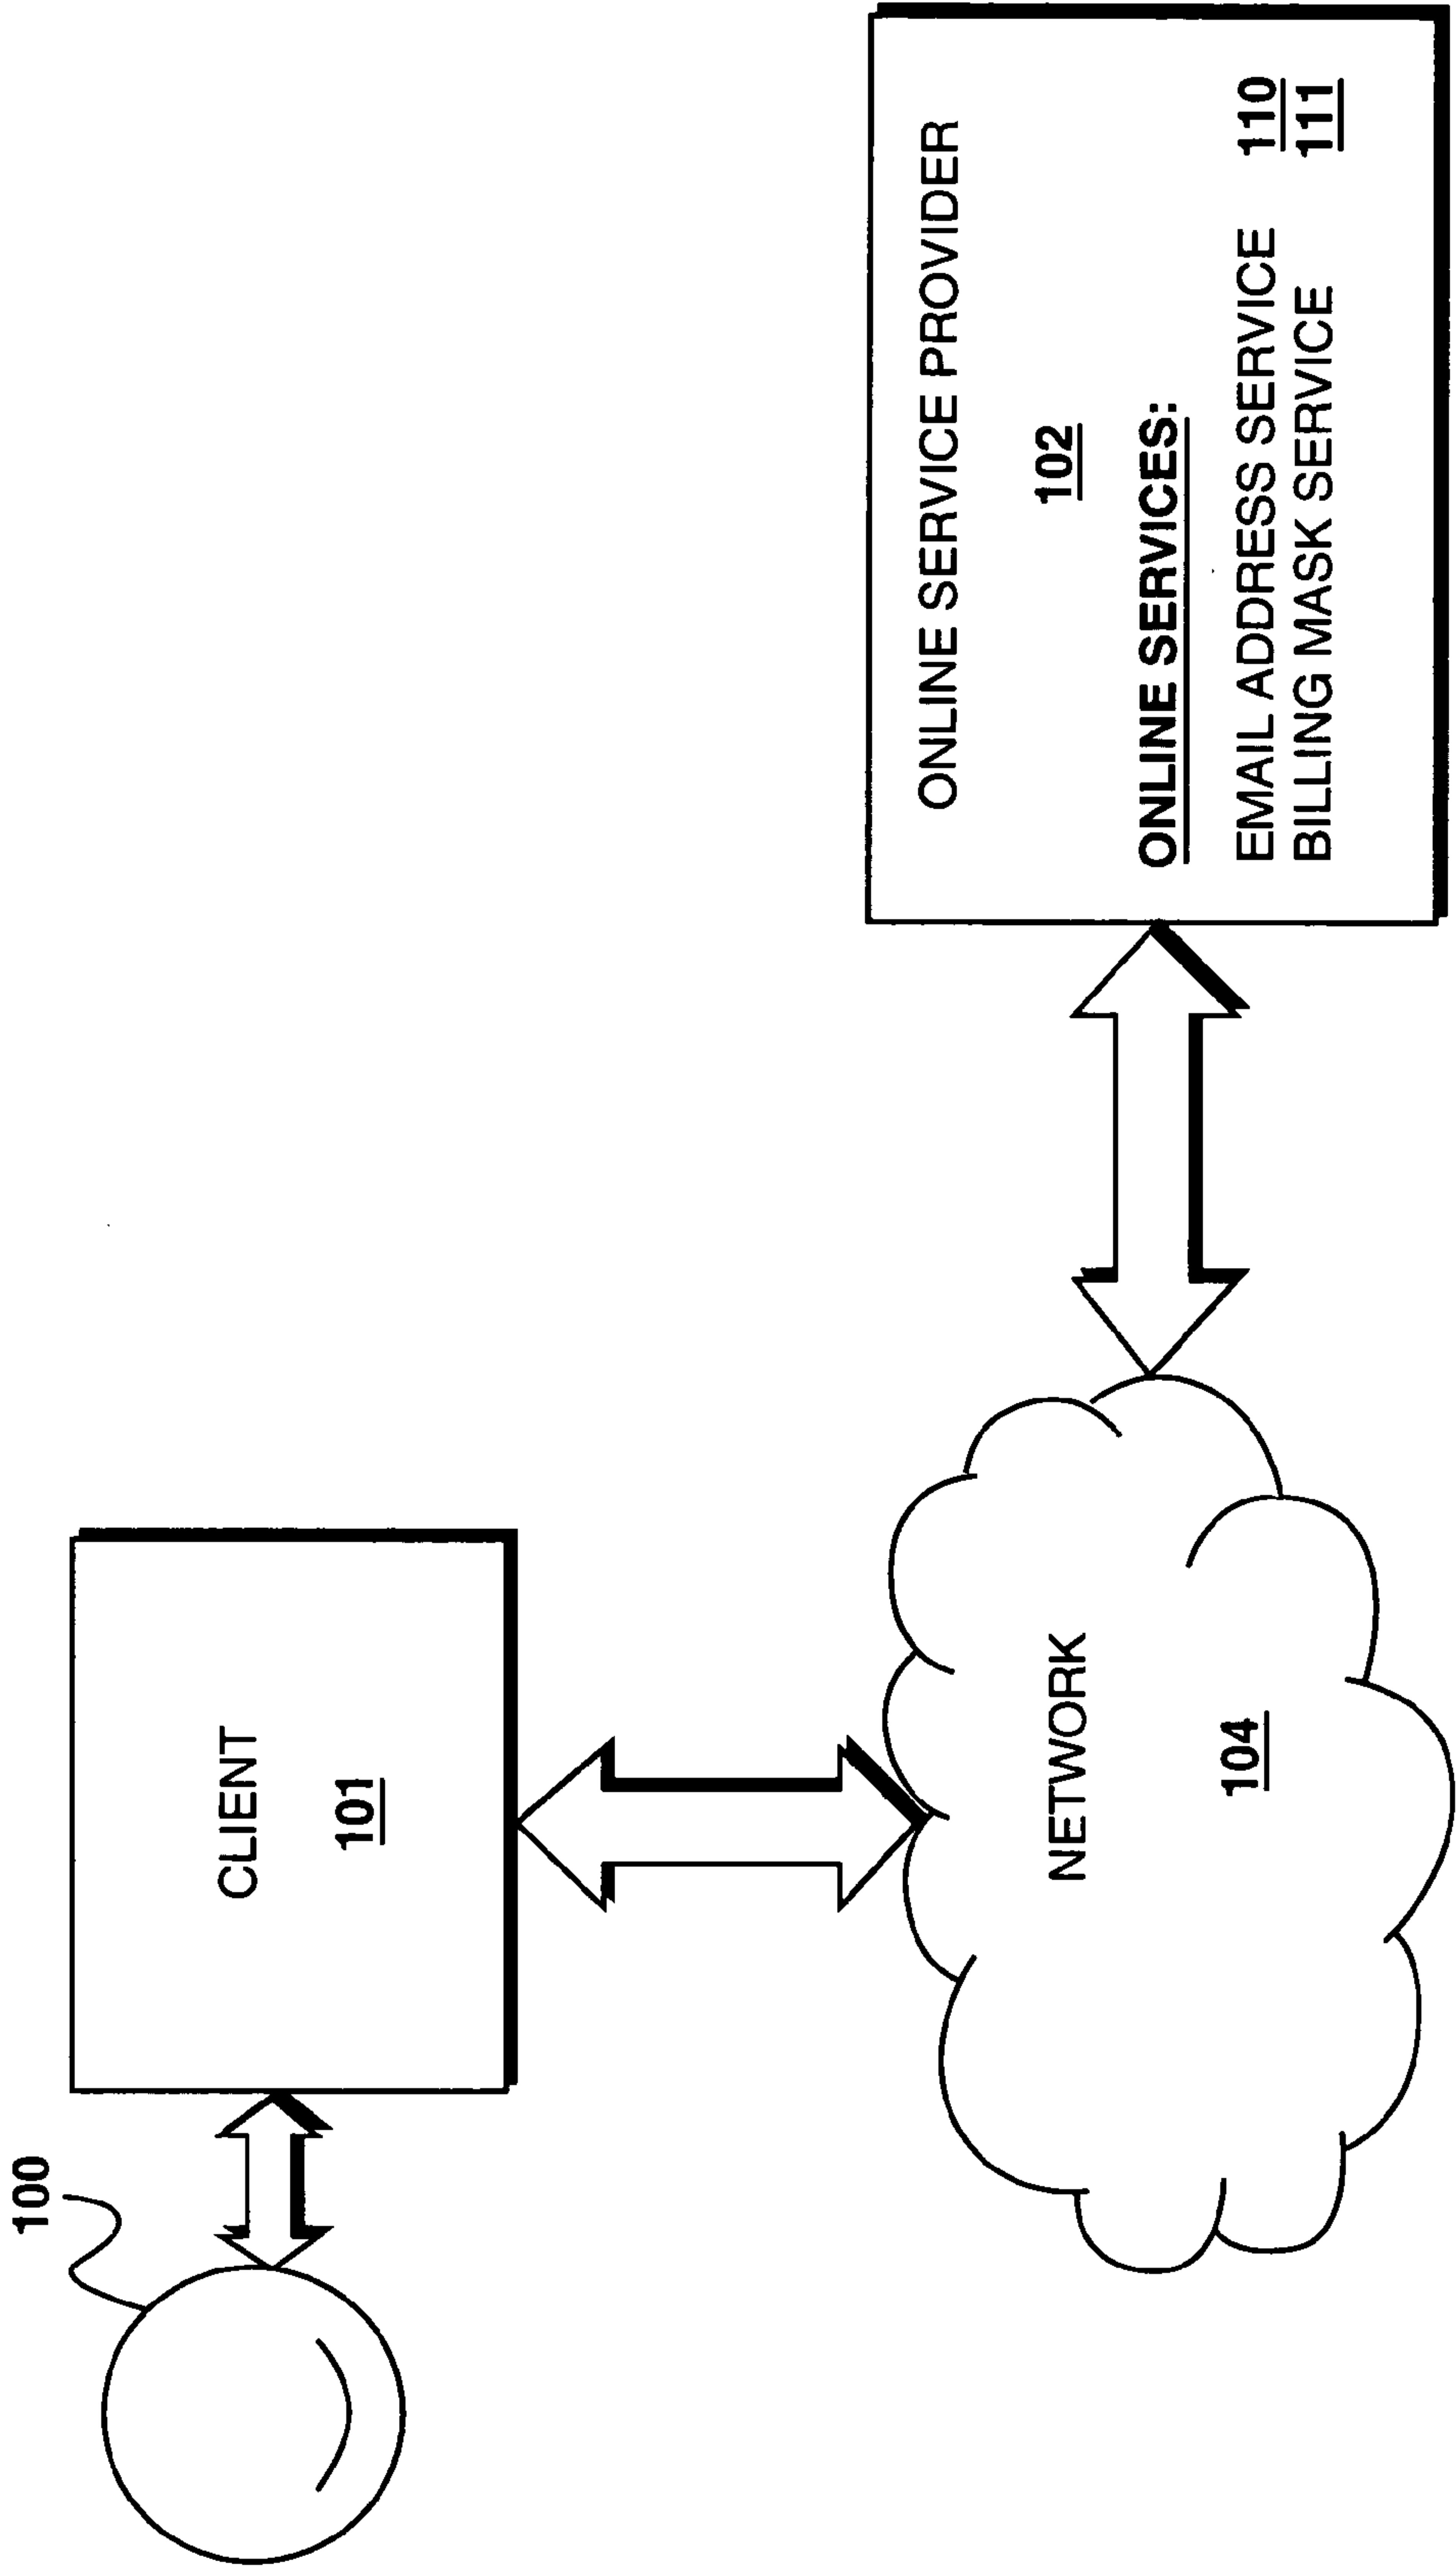 100
CLIENT
101
NETWORK
104
ONLINE SERVICE PROVIDER
102
ONLINE SERVICES:
EMAIL ADDRESS SERVICE 110
BILLING MASK SERVICE 111